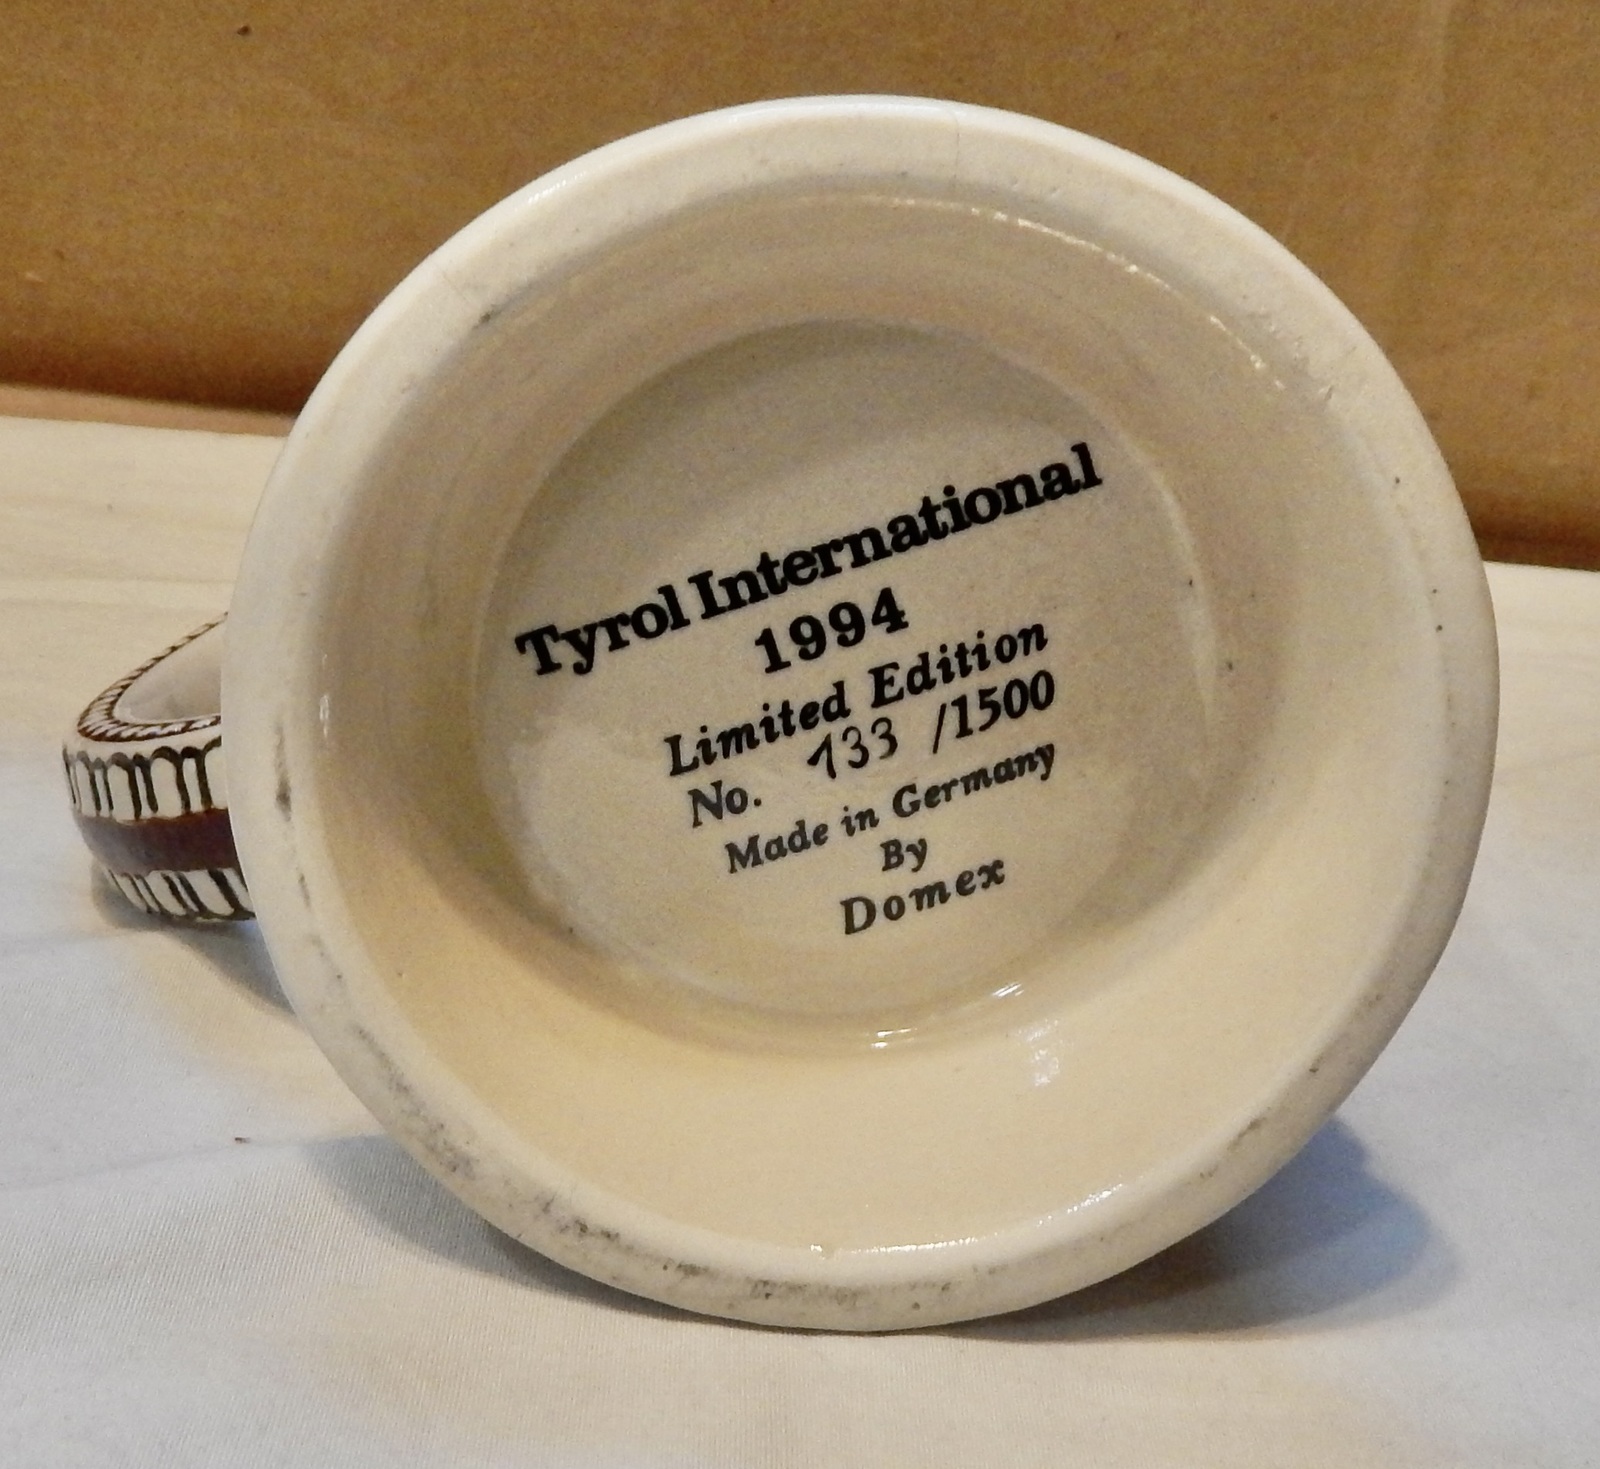 Tyrol International
1994
Limited Edition
No. 133 /1500
Made in Germany
By
Domex